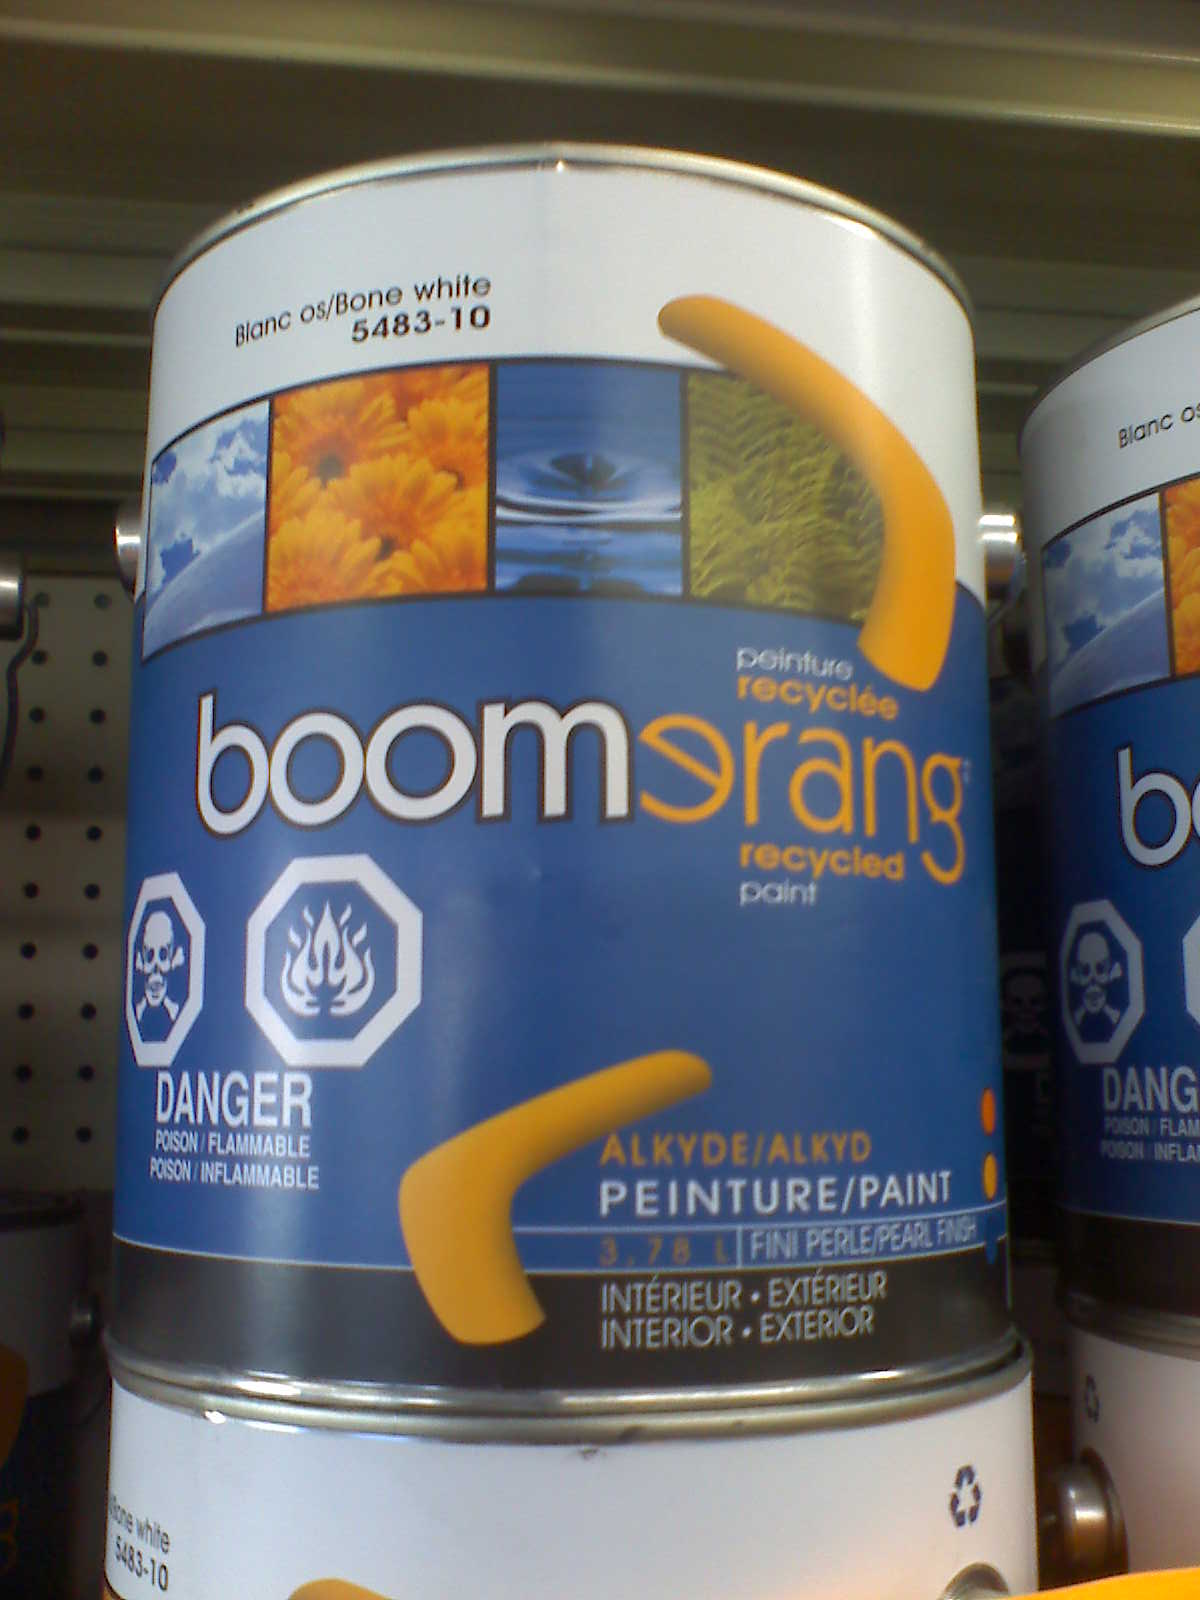 Blanc os/Bone white
5483-10
peinture
recyclée
boomerang
recycled
paint
DANGER
POISON / FLAMMABLE
POISON / INFLAMMABLE
ALKYDE/ALKYD
PEINTURE/PAINT
3,78 L FINI PERLE/PEARL FINISH
INTÉRIEUR • EXTÉRIEUR
INTERIOR • EXTERIOR
Bone white
5483-10
Blanc os
bo
DANG
POISON / FLAM
POISON / INFLA